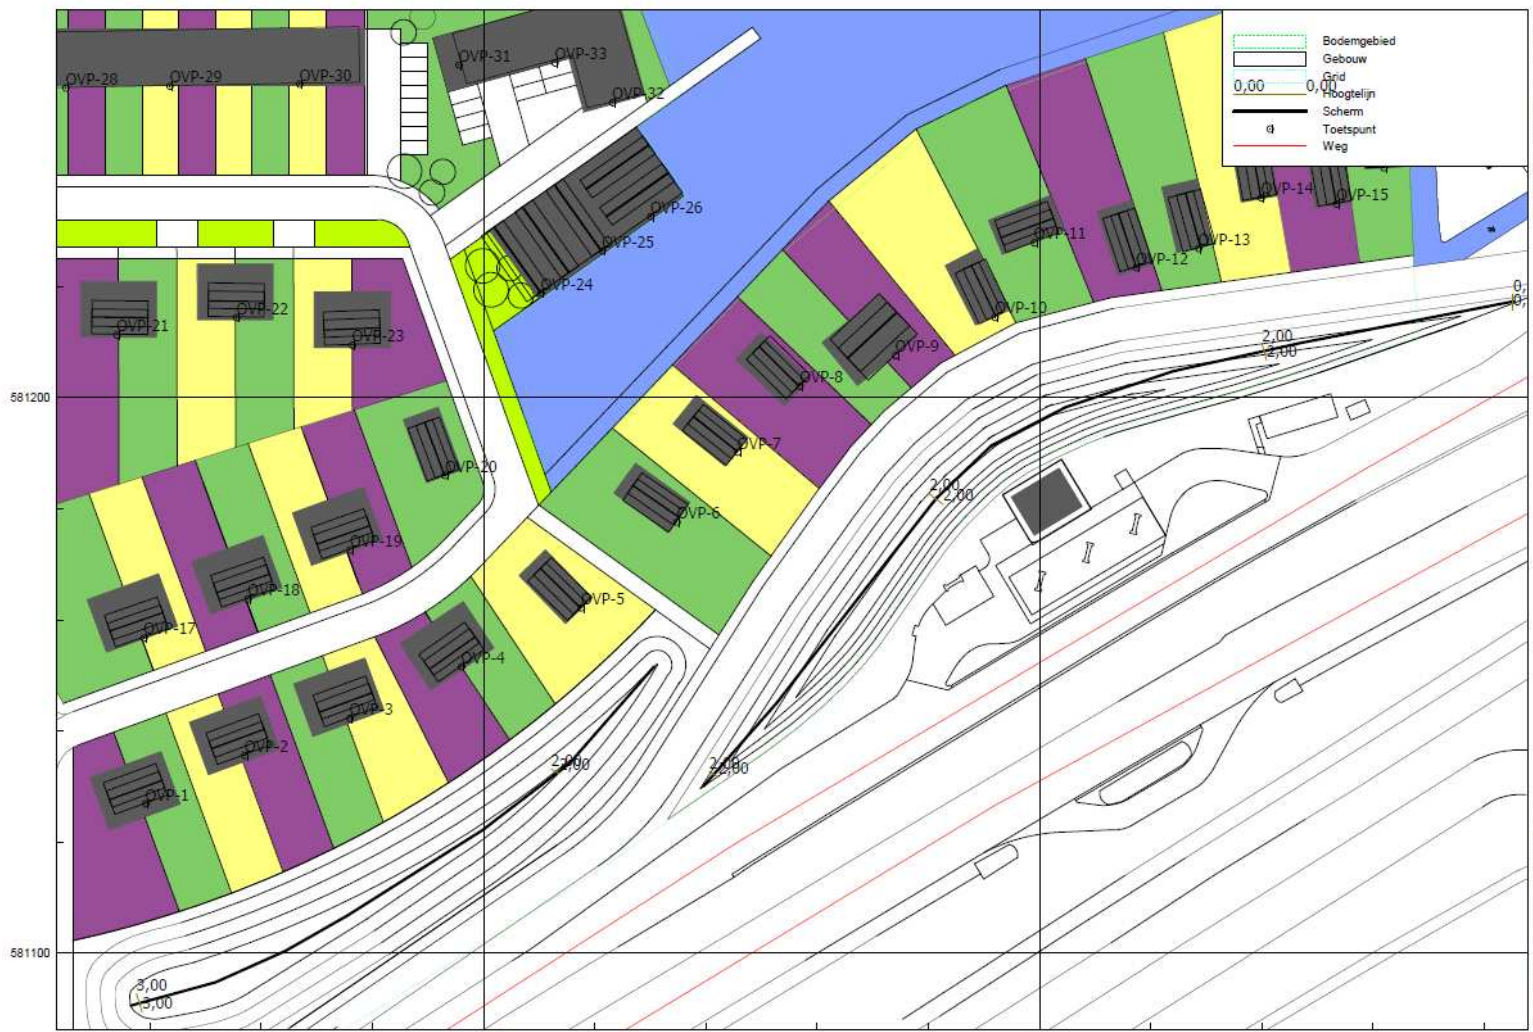 Bodemgebied
Gebouw
Grid
0,00 0,00
Hoogtelijn
Scherm
Toetspunt
Weg
OVP-31
OVP-33
OVP-28
OVP-29
OVP-30
OVP-32
OVP-26
OVP-25
OVP-24
OVP-14
OVP-15
OVP-11
OVP-13
OVP-12
OVP-10
OVP-21
OVP-22
OVP-23
OVP-9
OVP-8
2,00
2,00
581200
OVP-7
OVP-20
OVP-6
2,00
2,00
OVP-19
OVP-18
OVP-5
OVP-17
OVP-4
OVP-3
OVP-2
OVP-1
2,00
2,00
2,00
2,00
581100
3,00
3,00